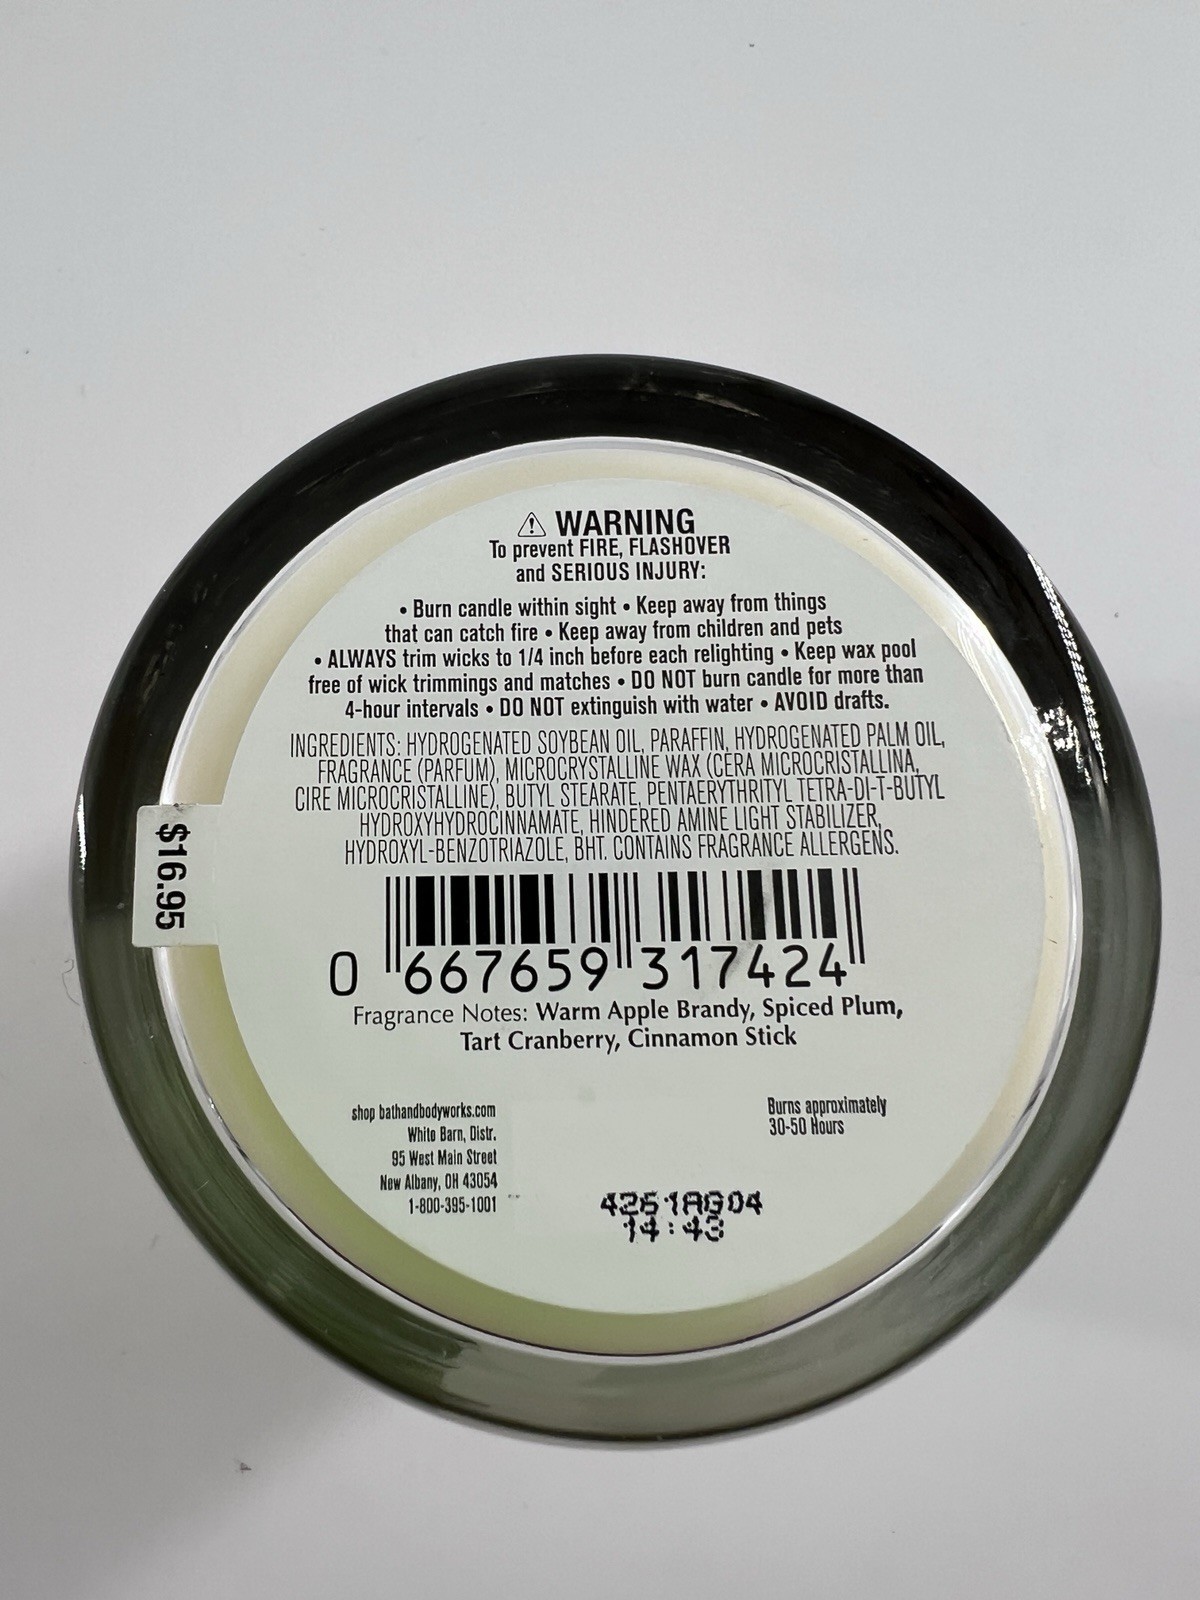 ⚠ WARNING
To prevent FIRE, FLASHOVER
and SERIOUS INJURY:
• Burn candle within sight • Keep away from things
that can catch fire • Keep away from children and pets
• ALWAYS trim wicks to 1/4 inch before each relighting • Keep wax pool
free of wick trimmings and matches • DO NOT burn candle for more than
4-hour intervals • DO NOT extinguish with water • AVOID drafts.
INGREDIENTS: HYDROGENATED SOYBEAN OIL, PARAFFIN, HYDROGENATED PALM OIL,
FRAGRANCE (PARFUM), MICROCRYSTALLINE WAX (CERA MICROCRISTALLINA,
CIRE MICROCRISTALLINE), BUTYL STEARATE, PENTAERYTHRITYL TETRA-DI-T-BUTYL
HYDROXYHYDROCINNAMATE, HINDERED AMINE LIGHT STABILIZER,
HYDROXYL-BENZOTRIAZOLE, BHT. CONTAINS FRAGRANCE ALLERGENS.
$16.95
0 667659 317424
Fragrance Notes: Warm Apple Brandy, Spiced Plum,
Tart Cranberry, Cinnamon Stick
shop bathandbodyworks.com
White Barn, Distr.
95 West Main Street
New Albany, OH 43054
1-800-395-1001
Burns approximately
30-50 Hours
14:43